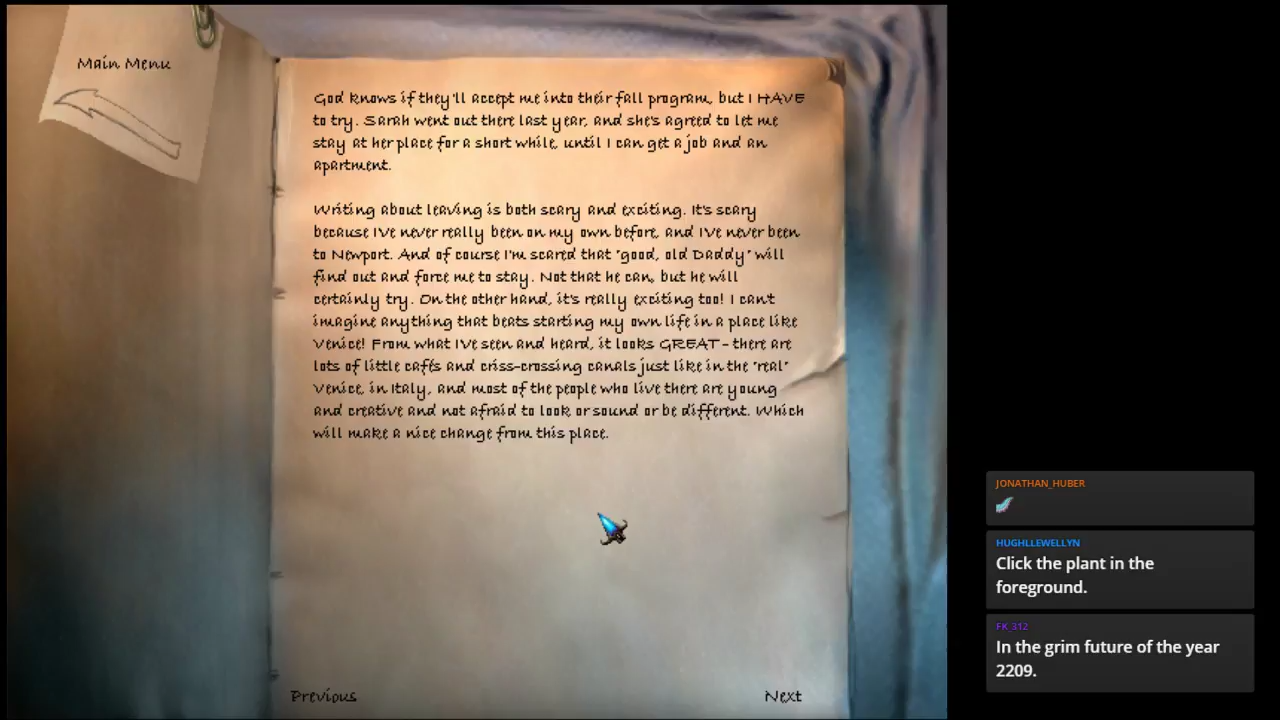 Main Menu
God knows if they'll accept me into their fall program, but I HAVE
to try. Sarah went out there last year, and she's agreed to let me
stay at her place for a short while, until I can get a job and an
apartment.
Writing about leaving is both scary and exciting. It's scary
because I've never really been on my own before, and I've never been
to Newport. And of course I'm scared that "good, old Daddy" will
find out and force me to stay. Not that he can, but he will
certainly try. On the other hand, it's really exciting too! I can't
imagine anything that beats starting my own life in a place like
Venice! From what I've seen and heard, it looks GREAT - there are
lots of little cafés and criss-crossing canals just like in the "real"
Venice, in Italy, and most of the people who live there are young
and creative and not afraid to look or sound or be different. Which
will make a nice change from this place.
Previous
Next
JONATHAN_HUBER
HUGHLLEWELLYN
Click the plant in the
foreground.
FK_312
In the grim future of the year
2209.